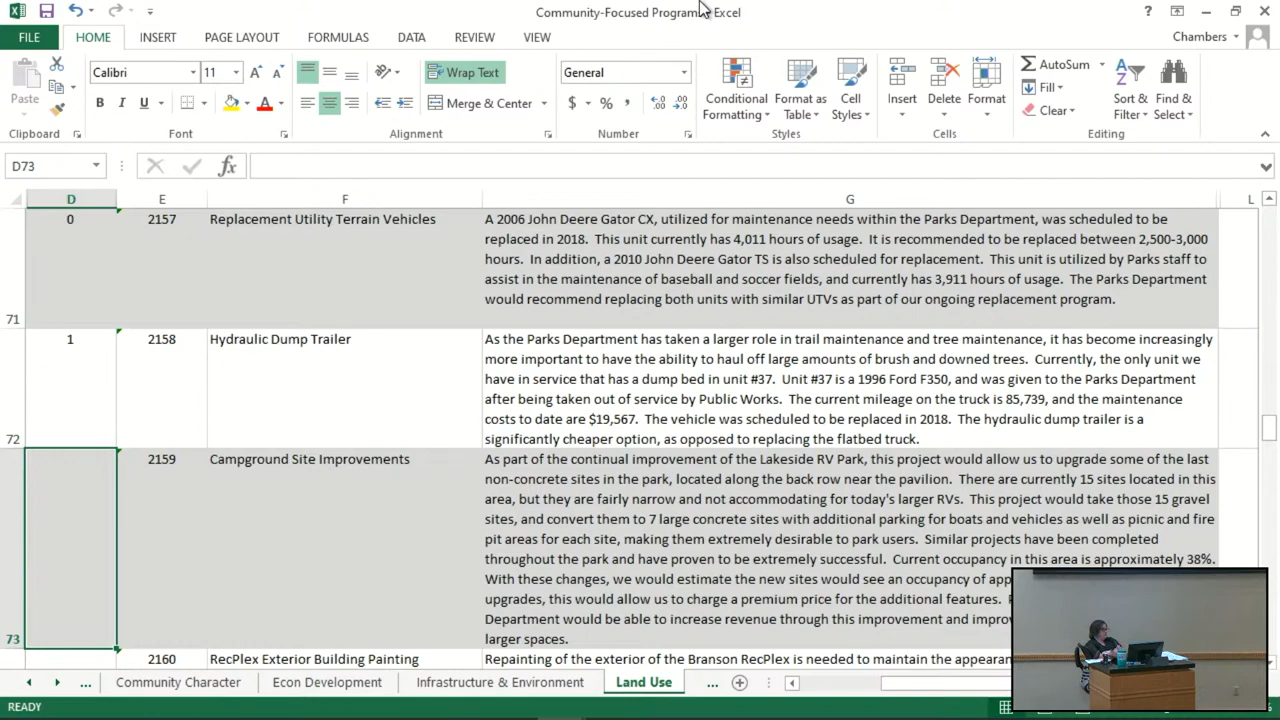 Community-Focused Programs - Excel
FILE HOME INSERT PAGE LAYOUT FORMULAS DATA REVIEW VIEW Chambers
Paste
Calibri 11
Wrap Text
General
B I U
Merge & Center
$ %
Conditional Formatting
Format as Table
Cell Styles
Insert Delete Format
AutoSum
Fill
Clear
Sort & Filter
Find & Select
Clipboard Font Alignment Number Styles Cells Editing
D73 fx
D E F G L
71 0 2157 Replacement Utility Terrain Vehicles
A 2006 John Deere Gator CX, utilized for maintenance needs within the Parks Department, was scheduled to be
replaced in 2018. This unit currently has 4,011 hours of usage. It is recommended to be replaced between 2,500-3,000
hours. In addition, a 2010 John Deere Gator TS is also scheduled for replacement. This unit is utilized by Parks staff to
assist in the maintenance of baseball and soccer fields, and currently has 3,911 hours of usage. The Parks Department
would recommend replacing both units with similar UTVs as part of our ongoing replacement program.
72 1 2158 Hydraulic Dump Trailer
As the Parks Department has taken a larger role in trail maintenance and tree maintenance, it has become increasingly
more important to have the ability to haul off large amounts of brush and downed trees. Currently, the only unit we
have in service that has a dump bed in unit #37. Unit #37 is a 1996 Ford F350, and was given to the Parks Department
after being taken out of service by Public Works. The current mileage on the truck is 85,739, and the maintenance
costs to date are $19,567. The vehicle was scheduled to be replaced in 2018. The hydraulic dump trailer is a
significantly cheaper option, as opposed to replacing the flatbed truck.
73 2159 Campground Site Improvements
As part of the continual improvement of the Lakeside RV Park, this project would allow us to upgrade some of the last
non-concrete sites in the park, located along the back row near the pavilion. There are currently 15 sites located in this
area, but they are fairly narrow and not accommodating for today's larger RVs. This project would take those 15 gravel
sites, and convert them to 7 large concrete sites with additional parking for boats and vehicles as well as picnic and fire
pit areas for each site, making them extremely desirable to park users. Similar projects have been completed
throughout the park and have proven to be extremely successful. Current occupancy in this area is approximately 38%.
With these changes, we would estimate the new sites would see an occupancy of
upgrades, this would allow us to charge a premium price for the additional features.
Department would be able to increase revenue through this improvement and
larger spaces.
2160 RecPlex Exterior Building Painting
Repainting of the exterior of the Branson RecPlex is needed to maintain the
... Community Character Econ Development Infrastructure & Environment Land Use ...
READY